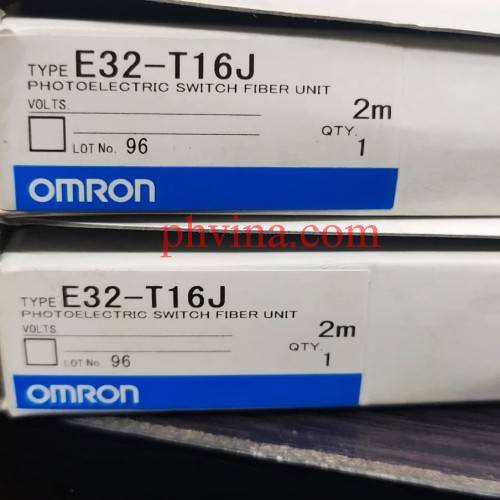 TYPE E32-T16J
PHOTOELECTRIC SWITCH FIBER UNIT
VOLTS. 2m
QTY.
LOT No. 96 1
OMRON
phvina.com
TYPE E32-T16J
PHOTOELECTRIC SWITCH FIBER UNIT
VOLTS. 2m
QTY.
LOT No 96 1
OMRON